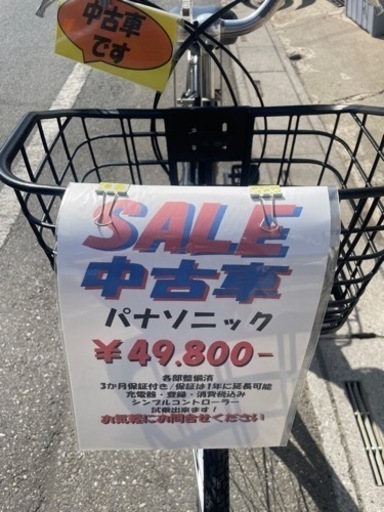 中古車
です
SALE
中古車
パナソニック
¥49,800-
各部整備済
3か月保証付き/保証は1年に延長可能
充電器・登録・消費税込み
シンプルコントローラー
試乗出来ます！
お気軽にお問合せください